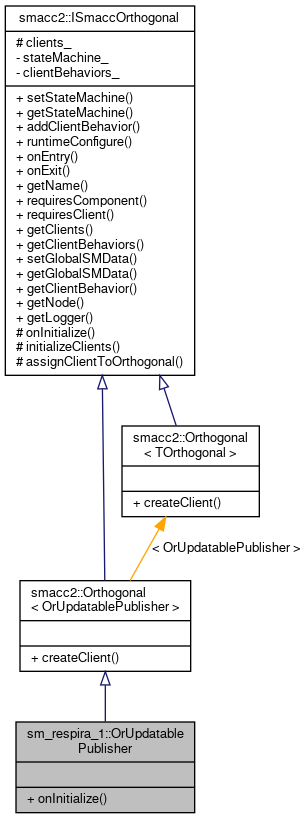 smacc2::ISmaccOrthogonal
# clients_
- stateMachine_
- clientBehaviors_
+ setStateMachine()
+ getStateMachine()
+ addClientBehavior()
+ runtimeConfigure()
+ onEntry()
+ onExit()
+ getName()
+ requiresComponent()
+ requiresClient()
+ getClients()
+ getClientBehaviors()
+ setGlobalSMData()
+ getGlobalSMData()
+ getClientBehavior()
+ getNode()
+ getLogger()
# onInitialize()
# initializeClients()
# assignClientToOrthogonal()
smacc2::Orthogonal
< TOrthogonal >
+ createClient()
< OrUpdatablePublisher >
smacc2::Orthogonal
< OrUpdatablePublisher >
+ createClient()
sm_respira_1::OrUpdatable
Publisher
+ onInitialize()